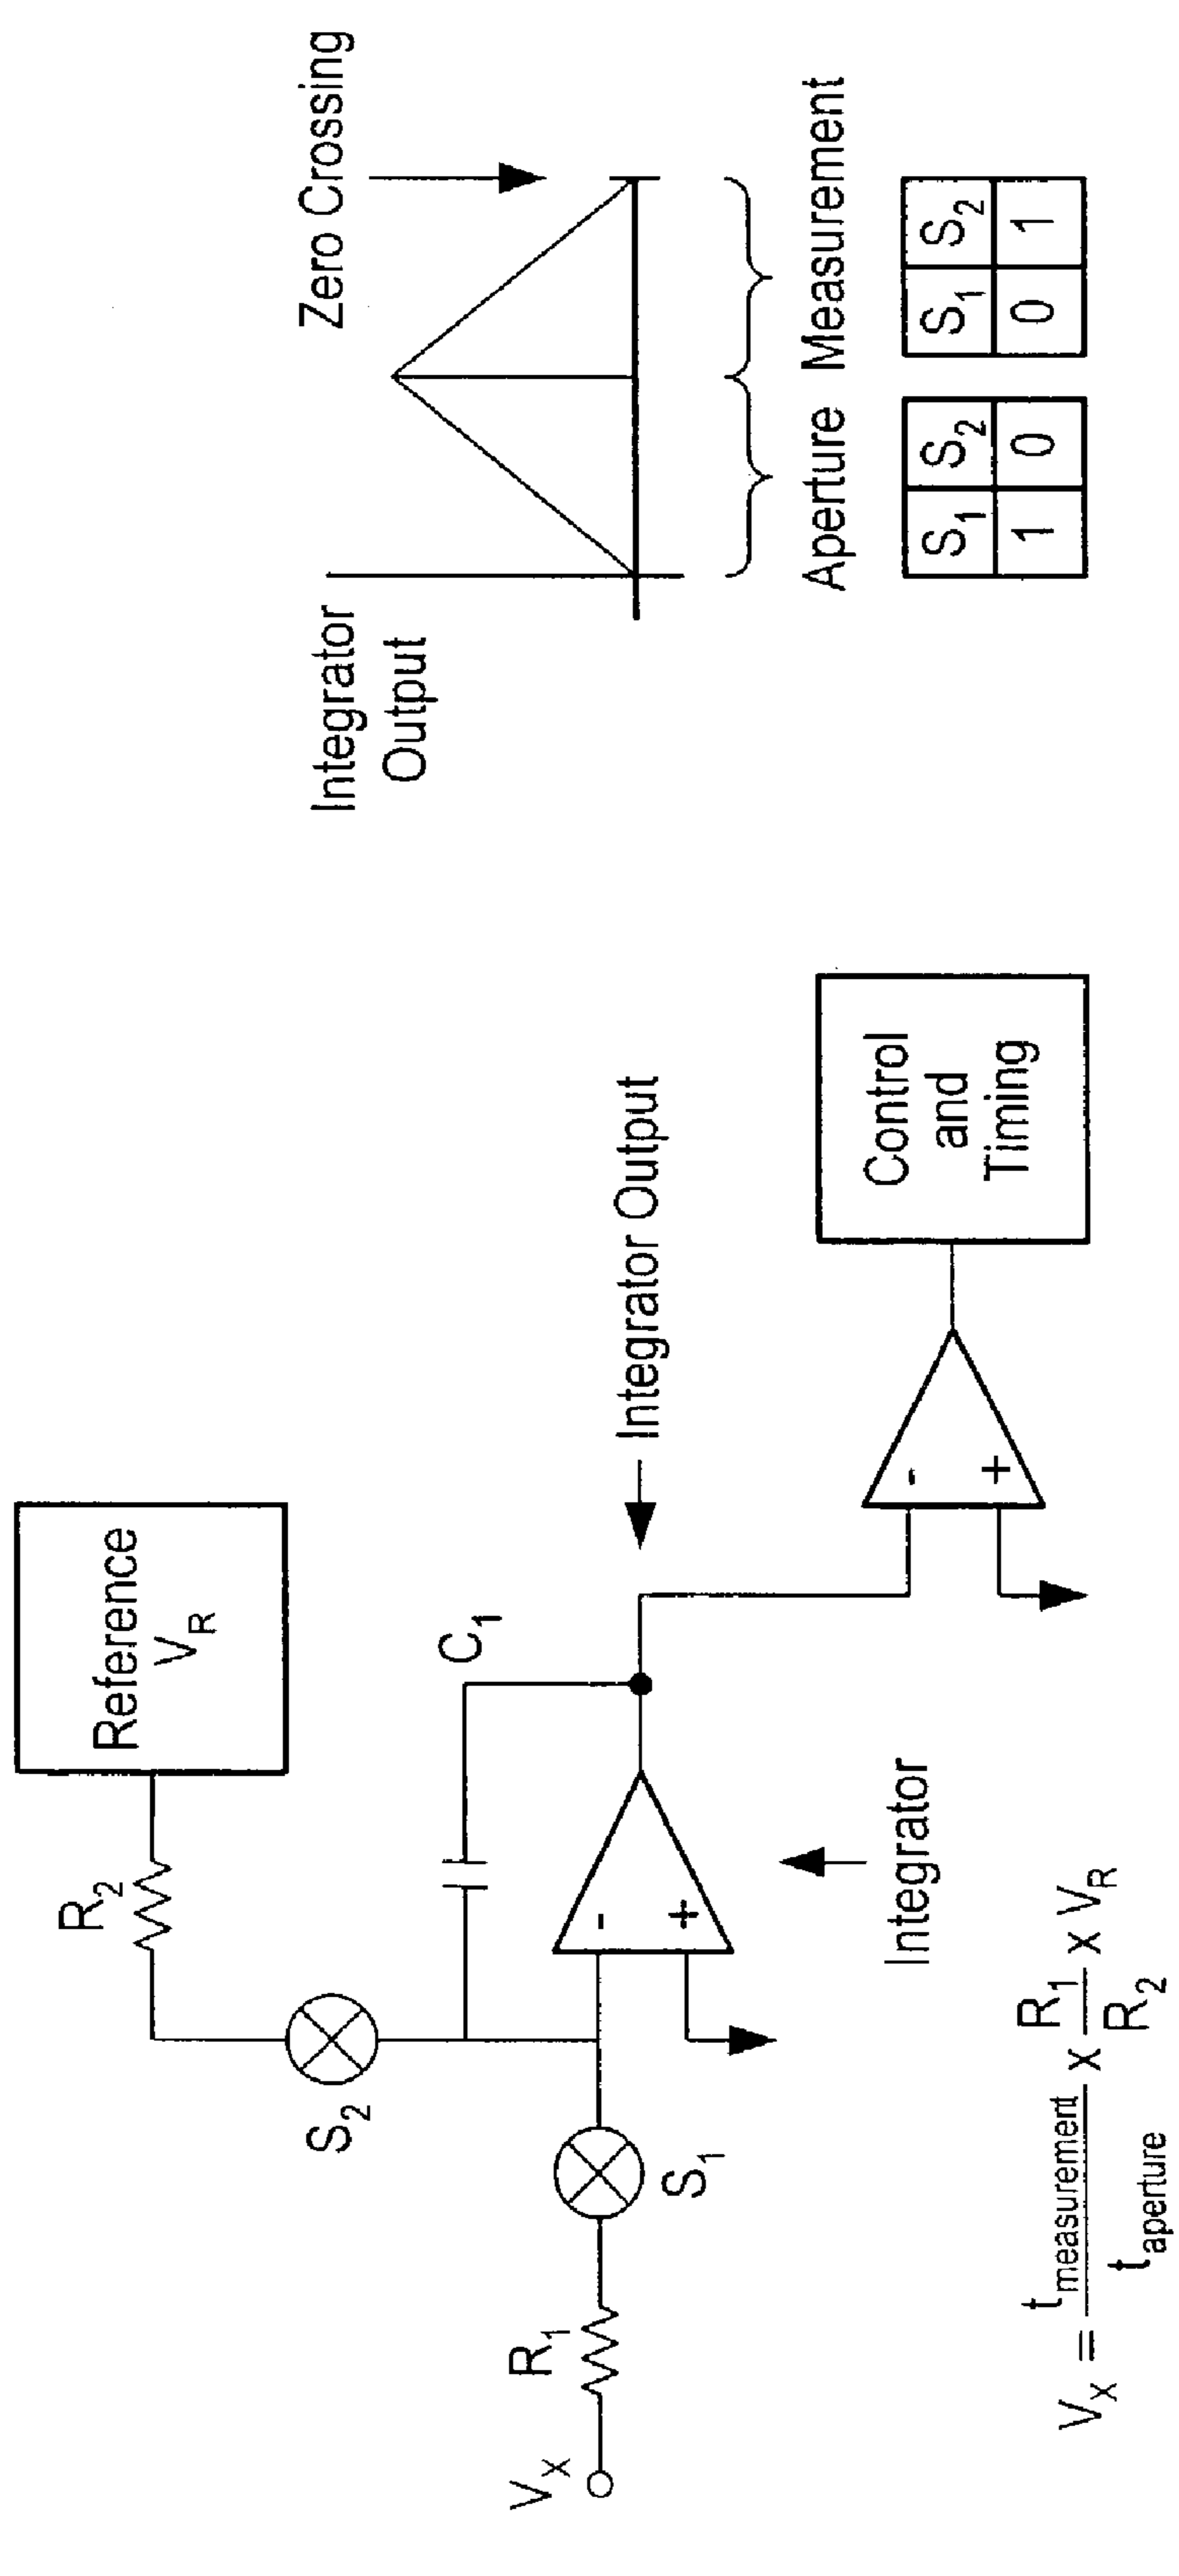 Reference
V_R
R_2
S_2
C_1
Integrator Output
V_X
R_1
S_1
-
+
Integrator
-
+
Control
and
Timing
V_X = t_measurement / t_aperture x R_1 / R_2 x V_R
Zero Crossing
Integrator
Output
Aperture Measurement
S_1 S_2 S_1 S_2
1 0 0 1